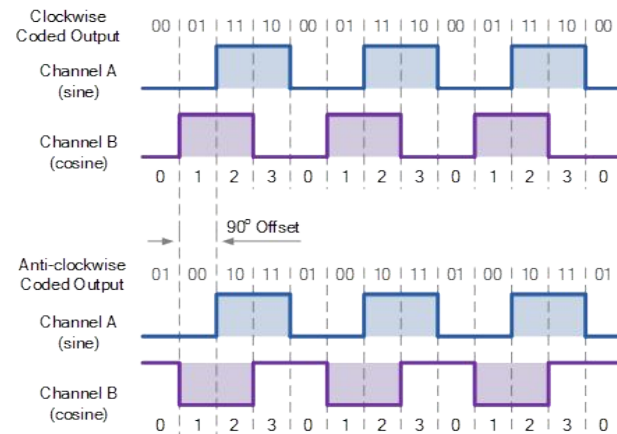 Clockwise
Coded Output
00 01 11 10 00 01 11 10 00 01 11 10 00
Channel A
(sine)
Channel B
(cosine)
0 1 2 3 0 1 2 3 0 1 2 3 0
90° Offset
Anti-clockwise
Coded Output
01 00 10 11 01 00 10 11 01 00 10 11 01
Channel A
(sine)
Channel B
(cosine)
0 1 2 3 0 1 2 3 0 1 2 3 0